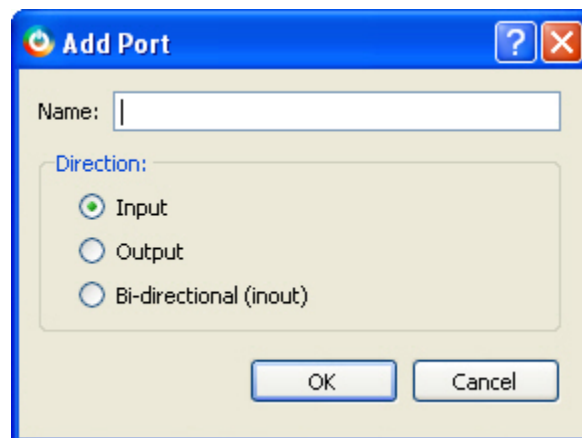 Add Port
Name:
Direction:
Input
Output
Bi-directional (inout)
OK Cancel